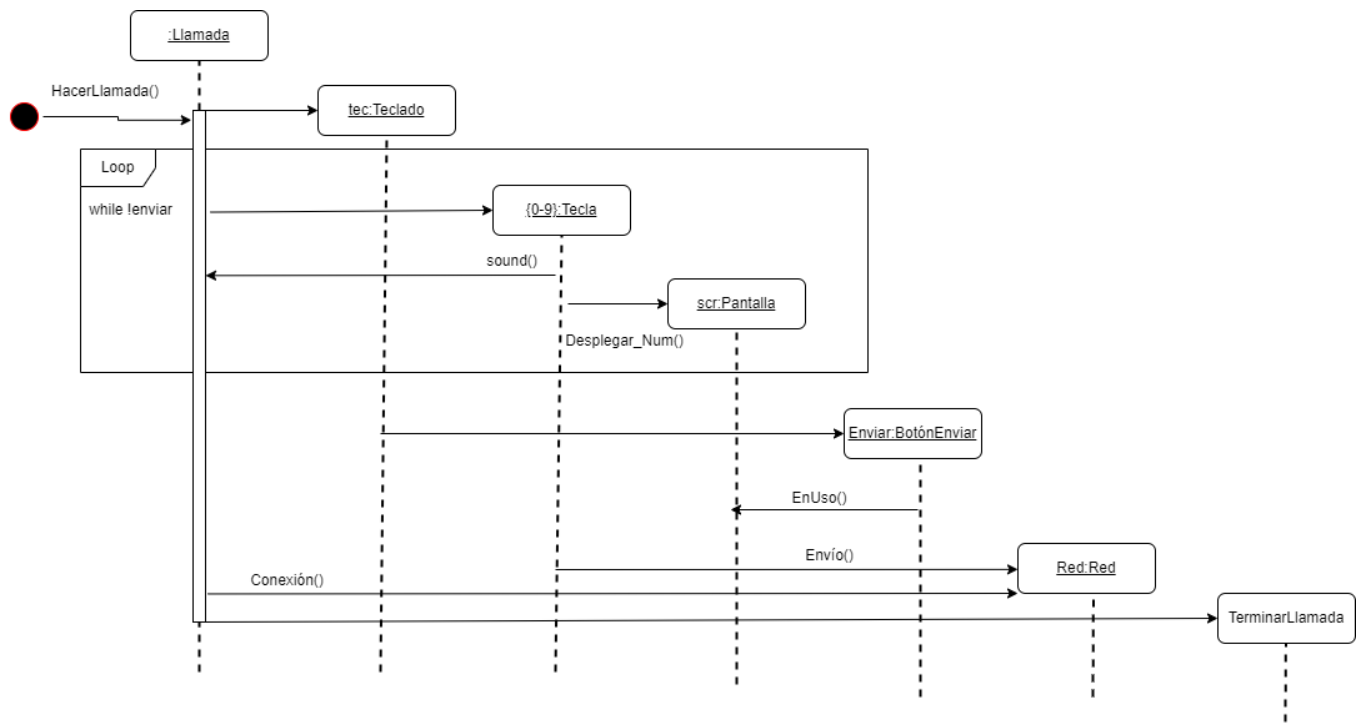 :Llamada
HacerLlamada()
tec:Teclado
Loop
while !enviar
{0-9}:Tecla
sound()
scr:Pantalla
Desplegar_Num()
Enviar:BotónEnviar
EnUso()
Envío()
Red:Red
Conexión()
TerminarLlamada